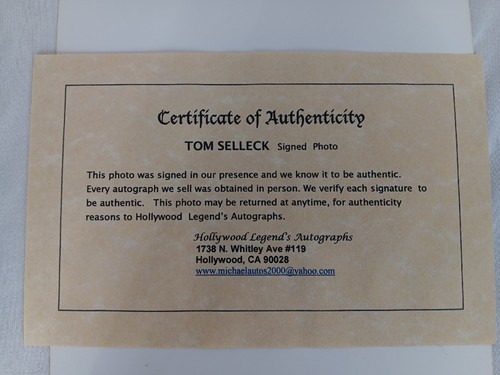 Certificate of Authenticity
TOM SELLECK Signed Photo
This photo was signed in our presence and we know it to be authentic.
Every autograph we sell was obtained in person. We verify each signature to
be authentic. This photo may be returned at anytime, for authenticity
reasons to Hollywood Legend's Autographs.
Hollywood Legend's Autographs
1738 N. Whitley Ave #119
Hollywood, CA 90028
www.michaelautos2000@yahoo.com